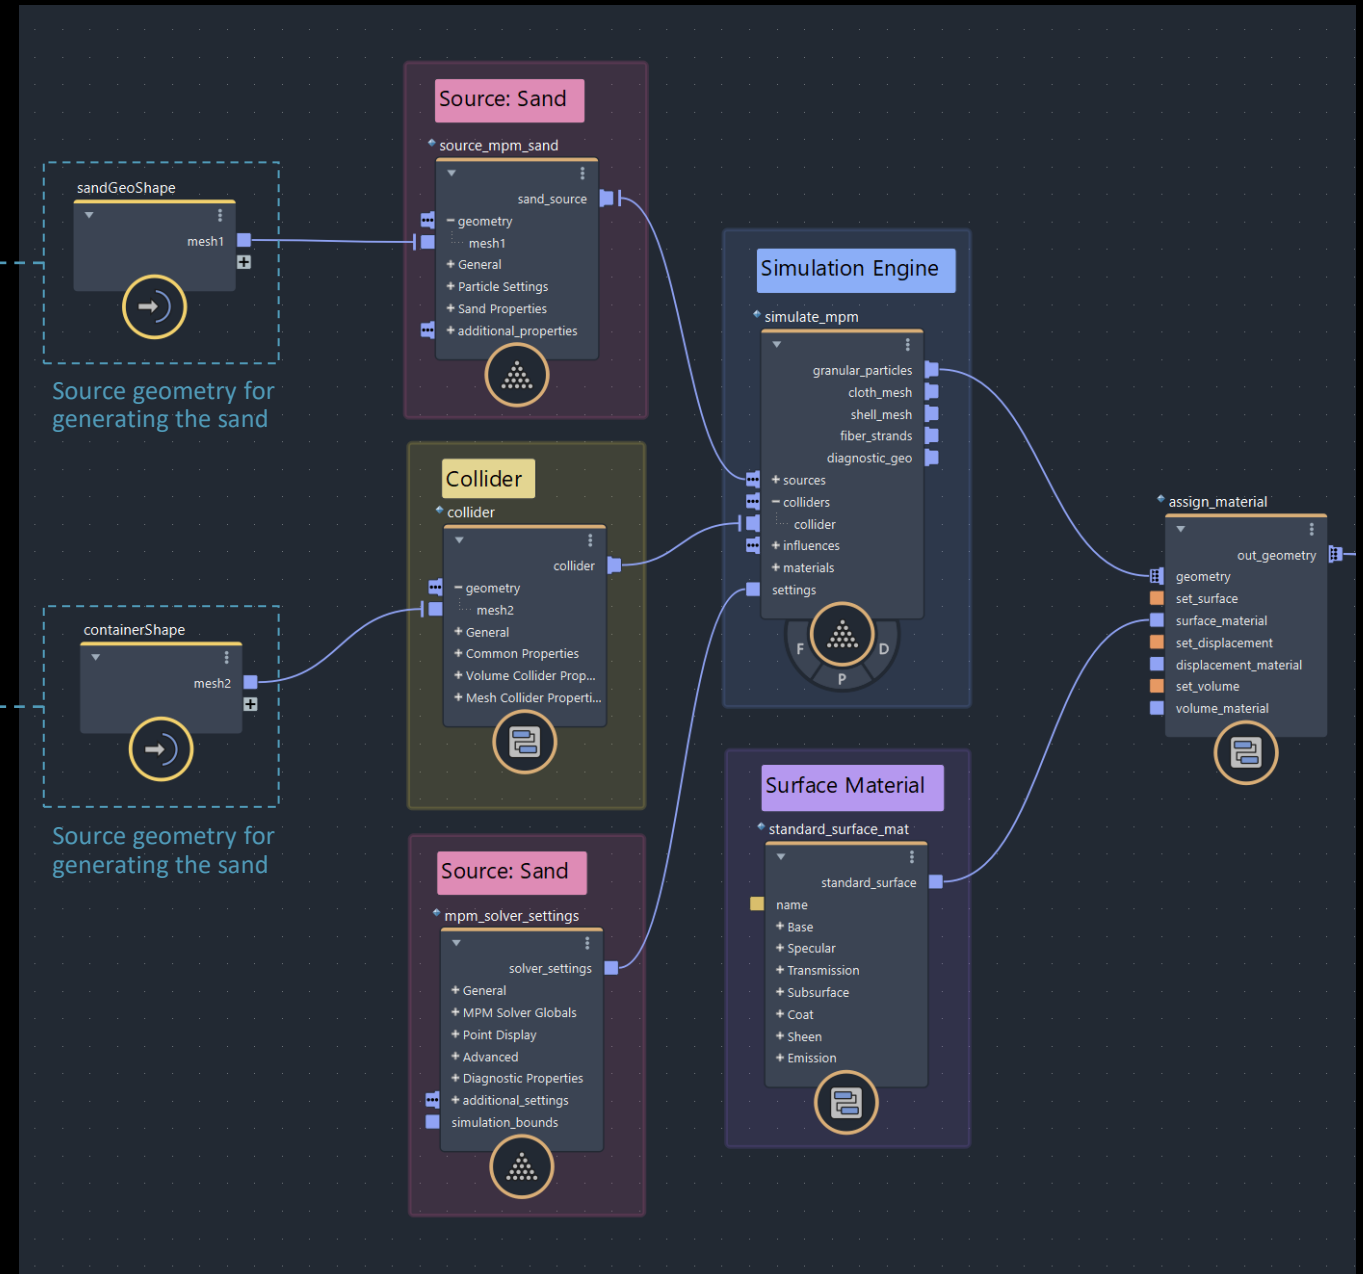 sandGeoShape
mesh1
Source geometry for
generating the sand
containerShape
mesh2
Source geometry for
generating the sand
Source: Sand
source_mpm_sand
sand_source
geometry
mesh1
+ General
+ Particle Settings
+ Sand Properties
+ additional_properties
Collider
collider
collider
geometry
mesh2
+ General
+ Common Properties
+ Volume Collider Prop...
+ Mesh Collider Properti...
Source: Sand
mpm_solver_settings
solver_settings
+ General
+ MPM Solver Globals
+ Point Display
+ Advanced
+ Diagnostic Properties
+ additional_settings
simulation_bounds
Simulation Engine
simulate_mpm
granular_particles
cloth_mesh
shell_mesh
fiber_strands
diagnostic_geo
+ sources
colliders
collider
+ influences
+ materials
settings
F
P
D
Surface Material
standard_surface_mat
standard_surface
name
+ Base
+ Specular
+ Transmission
+ Subsurface
+ Coat
+ Sheen
+ Emission
assign_material
out_geometry
geometry
set_surface
surface_material
set_displacement
displacement_material
set_volume
volume_material